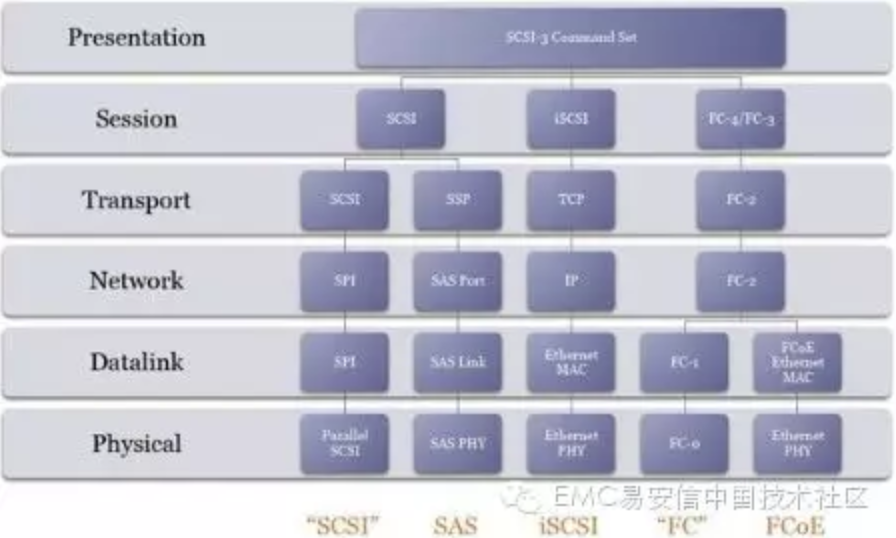 Presentation
SCSI-3 Command Set
Session
SCSI
iSCSI
FC-4/FC-3
Transport
SCSI
SSP
TCP
FC-2
Network
SPI
SAS Port
IP
FC-2
Datalink
SPI
SAS Link
Ethernet
MAC
FC-1
FCoE
Ethernet
MAC
Physical
Parallel
SCSI
SAS PHY
Ethernet
PHY
FC-0
Ethernet
PHY
EMC易安信中国技术社区
“SCSI”
SAS
iSCSI
“FC”
FCoE